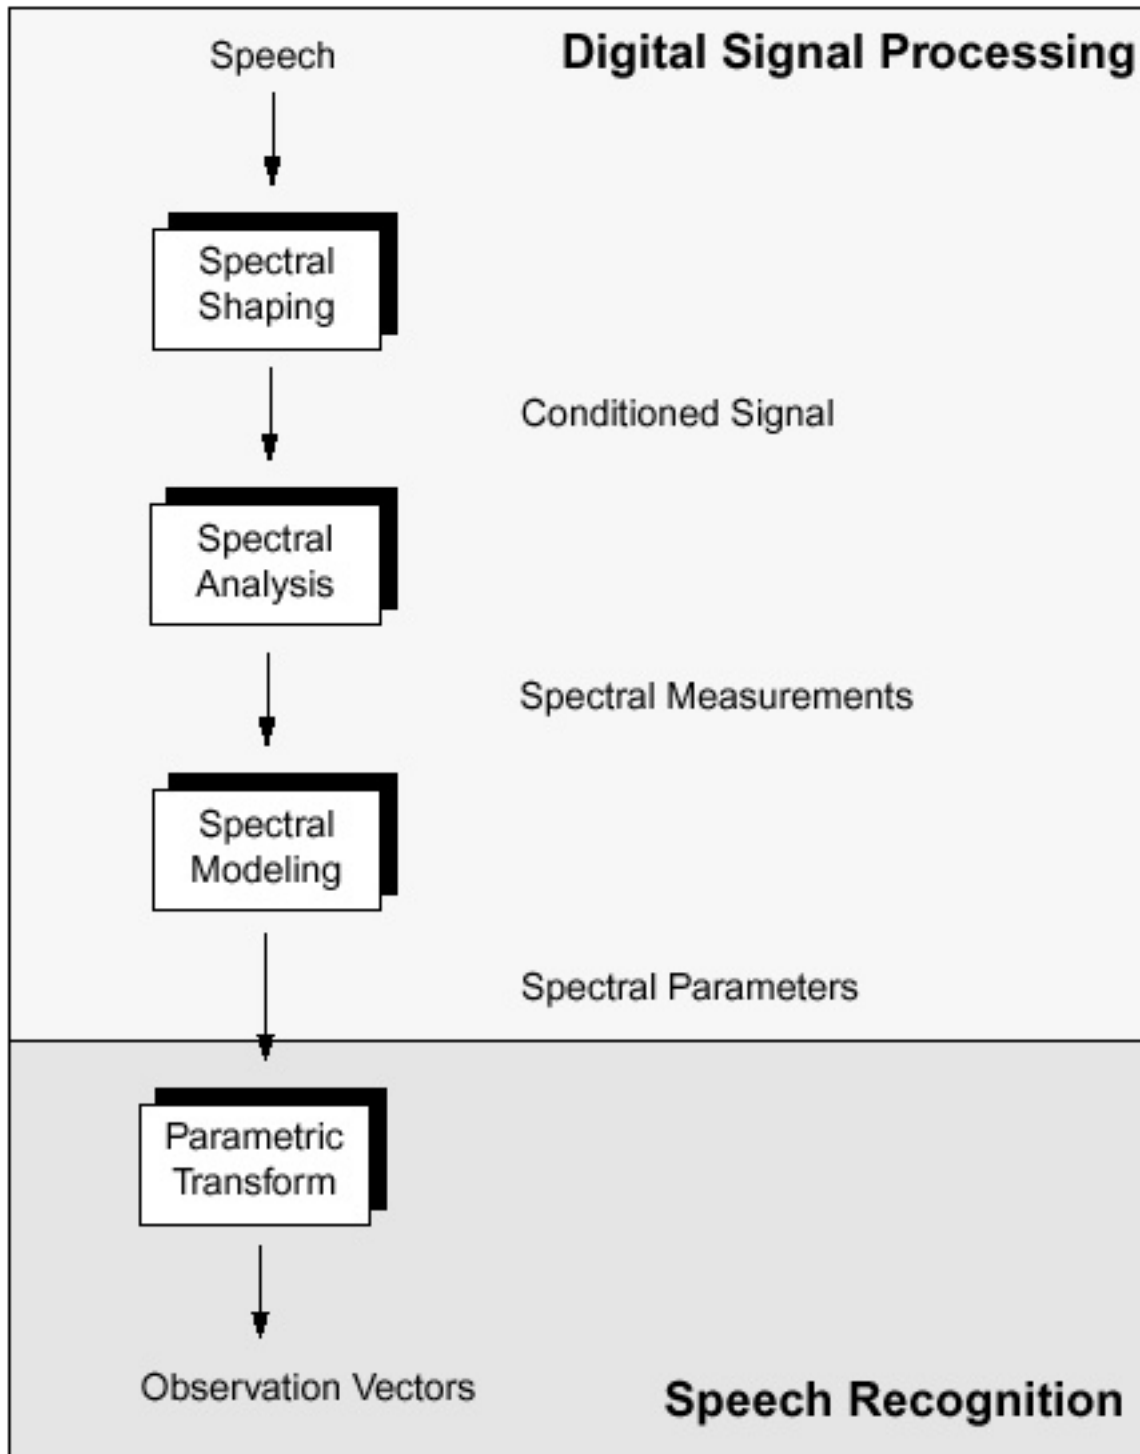 Speech
Digital Signal Processing
Spectral
Shaping
Conditioned Signal
Spectral
Analysis
Spectral Measurements
Spectral
Modeling
Spectral Parameters
Parametric
Transform
Observation Vectors
Speech Recognition